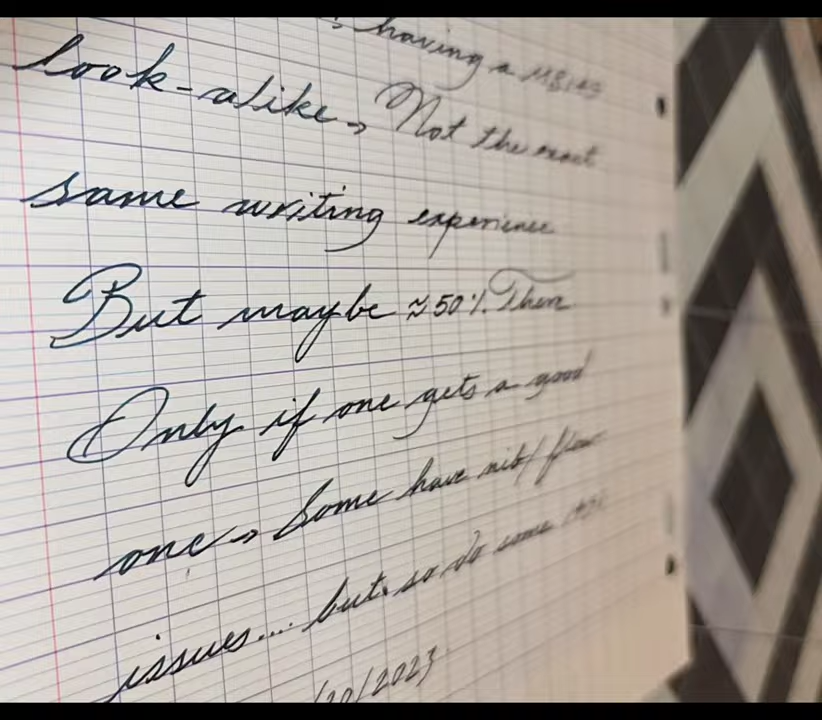 having a
look-alike → Not the exact
same writing experience
But maybe ≈ 50%. Then
Only if one gets a good
one → Some have nib/flow
issues... but so do some
/20/2023